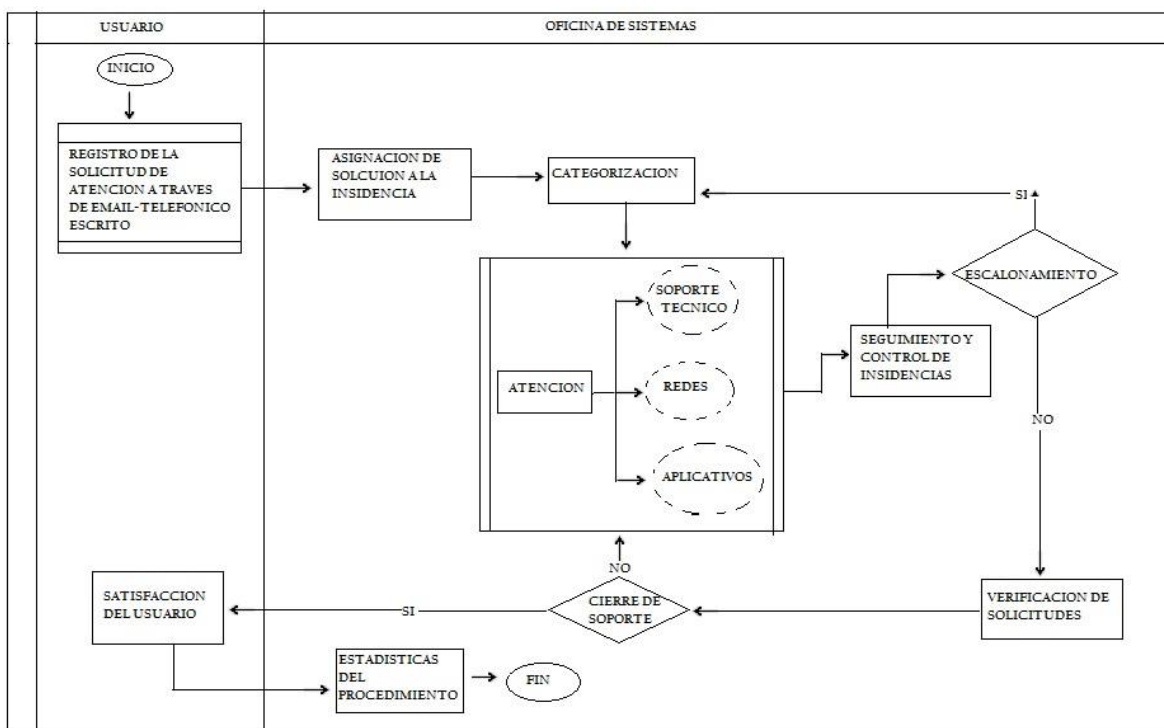 USUARIO
OFICINA DE SISTEMAS
INICIO
REGISTRO DE LA
SOLICITUD DE
ATENCION A TRAVES
DE EMAIL-TELEFONICO
ESCRITO
ASIGNACION DE
SOLCUION A LA
INSIDENCIA
CATEGORIZACION
SI
ESCALONAMIENTO
SOPORTE
TECNICO
ATENCION
REDES
APLICATIVOS
SEGUIMIENTO Y
CONTROL DE
INSIDENCIAS
NO
VERIFICACION DE
SOLICITUDES
NO
CIERRE DE
SOPORTE
SI
SATISFACCION
DEL USUARIO
ESTADISTICAS
DEL
PROCEDIMIENTO
FIN